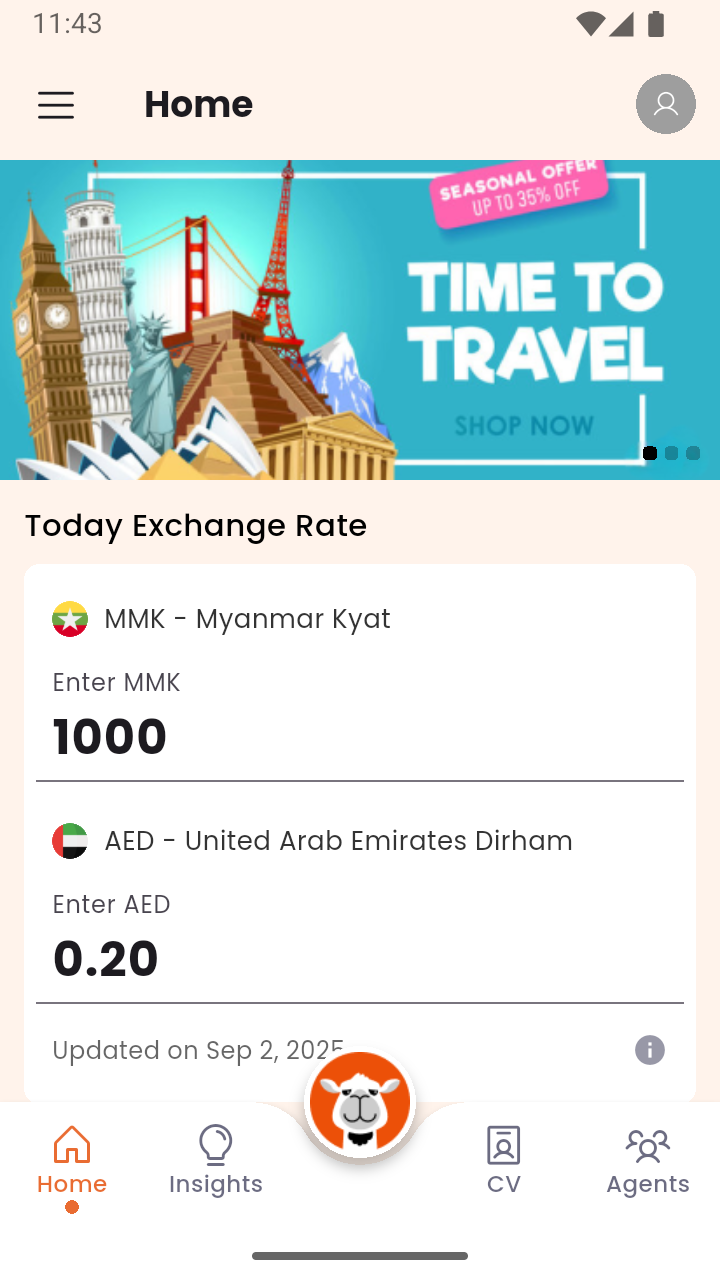 11:43
Home
SEASONAL OFFER
UP TO 35% OFF
TIME TO
TRAVEL
SHOP NOW
Today Exchange Rate
MMK - Myanmar Kyat
Enter MMK
1000
AED - United Arab Emirates Dirham
Enter AED
0.20
Updated on Sep 2, 2025
Home
Insights
CV
Agents